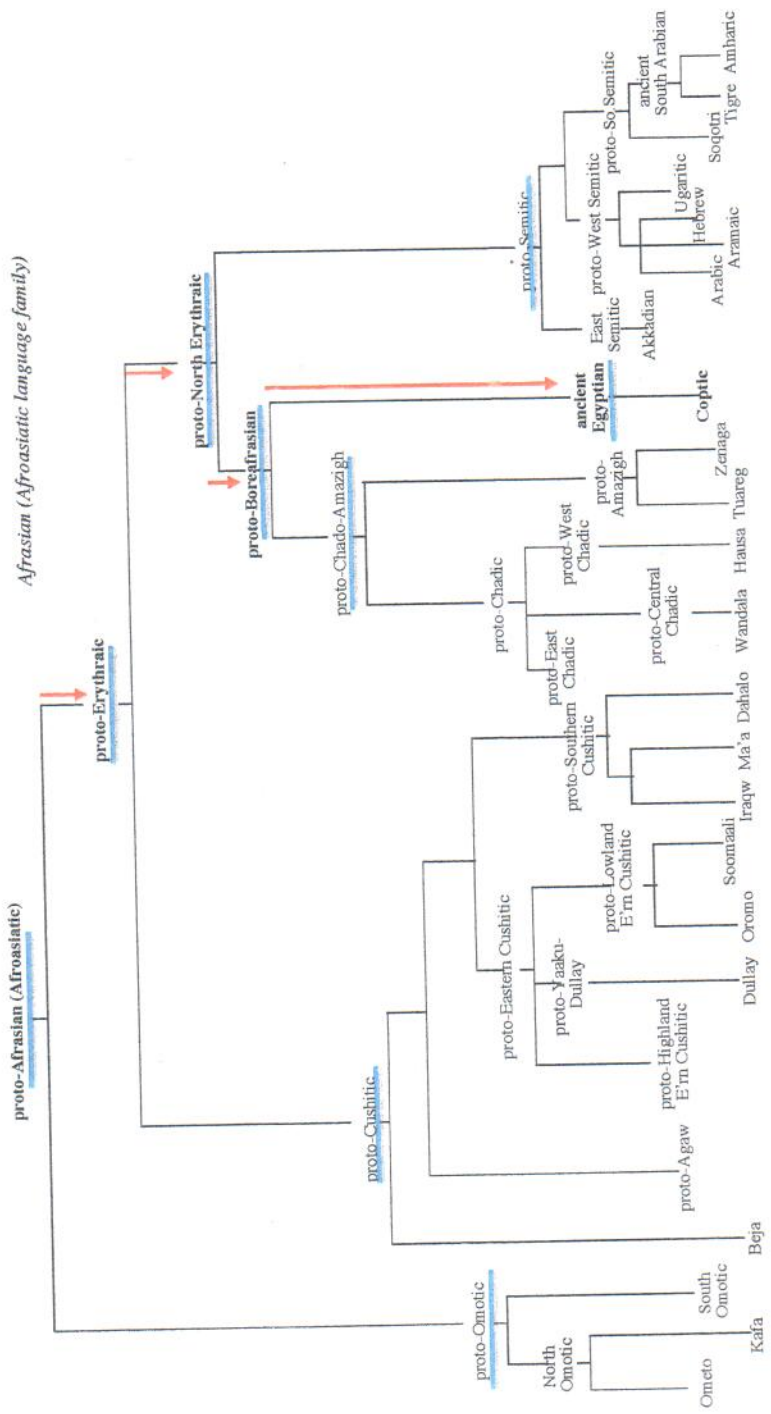 Afrasian (Afroasiatic language family)
proto-Afrasian (Afroasiatic)
proto-Erythraic
proto-North Erythraic
proto-Boreafrasian
proto-Chado-Amazigh
proto-Cushitic
proto-Omotic
North
Omotic
South
Omotic
Ometo
Kafa
Beja
proto-Agaw
proto-Eastern Cushitic
proto-Highland
E'rn Cushitic
proto-Yaaku-
Dullay
Dullay
proto-Lowland
E'rn Cushitic
Oromo
Soomaali
proto-Southern
Cushitic
Iraqw
Ma'a
Dahalo
proto-Chadic
proto-East
Chadic
proto-Central
Chadic
Wandala
proto-West
Chadic
Hausa
proto-
Amazigh
Tuareg
Zenaga
ancient
Egyptian
Coptic
proto-Semitic
East
Semitic
Akkadian
proto-West Semitic
Arabic
Aramaic
Hebrew
Ugaritic
proto-So. Semitic
Soqotri
ancient
South Arabian
Tigre
Amharic